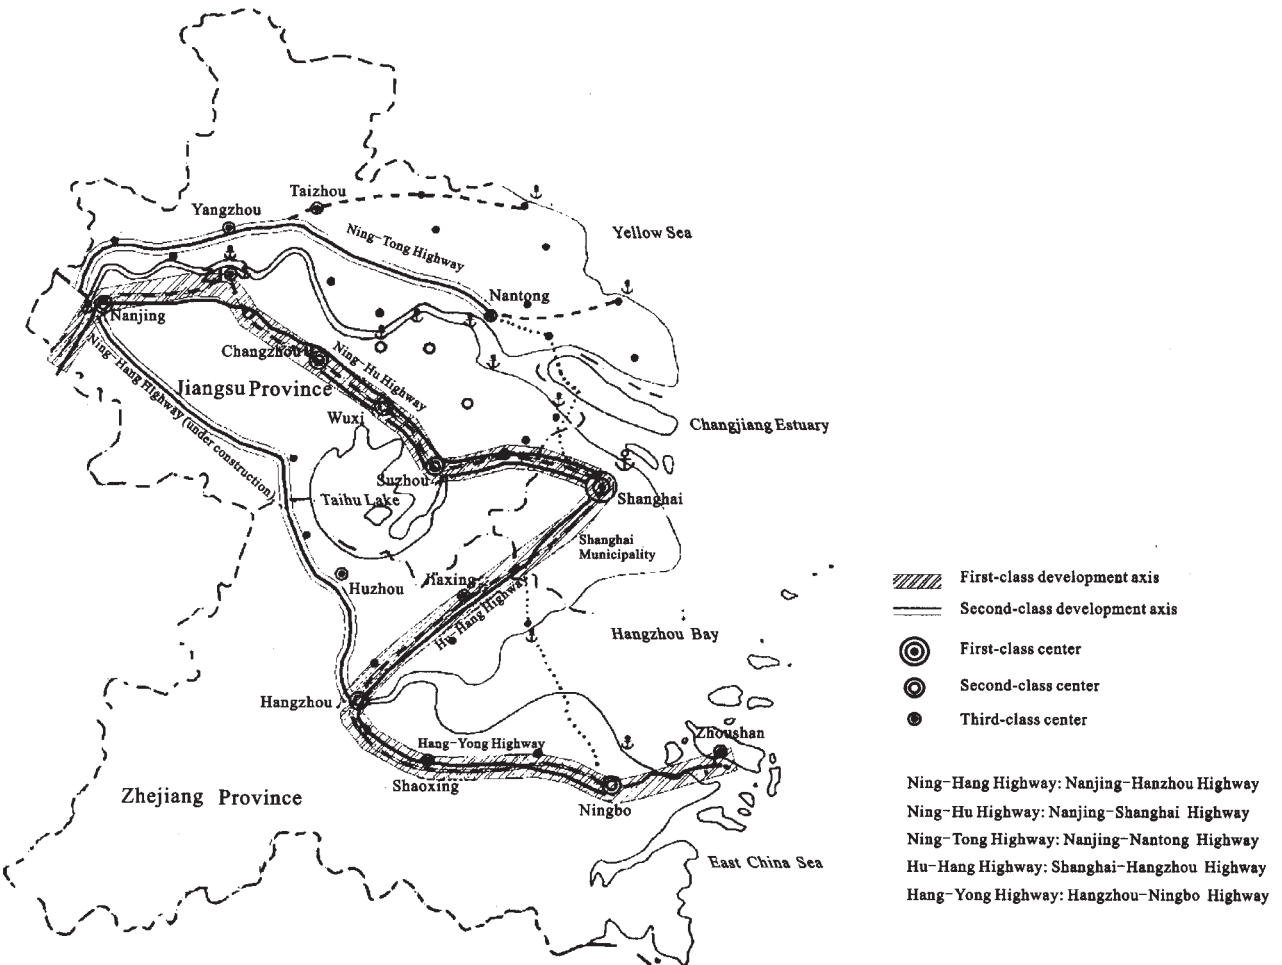 Taizhou
Yangzhou
Yellow Sea
Ning-Tong Highway
Nantong
Nanjing
Changzhou
Ning-Hu Highway
Ning-Hang Highway (under construction)
Jiangsu Province
Wuxi
Changjiang Estuary
Suzhou
Taihu Lake
Shanghai
Shanghai
Municipality
Huzhou
Jiaxing
Hu-Hang Highway
Hangzhou Bay
Hangzhou
Zhoushan
Hang-Yong Highway
Shaoxing
Zhejiang Province
Ningbo
East China Sea
First-class development axis
Second-class development axis
First-class center
Second-class center
Third-class center
Ning-Hang Highway: Nanjing-Hanzhou Highway
Ning-Hu Highway: Nanjing-Shanghai Highway
Ning-Tong Highway: Nanjing-Nantong Highway
Hu-Hang Highway: Shanghai-Hangzhou Highway
Hang-Yong Highway: Hangzhou-Ningbo Highway